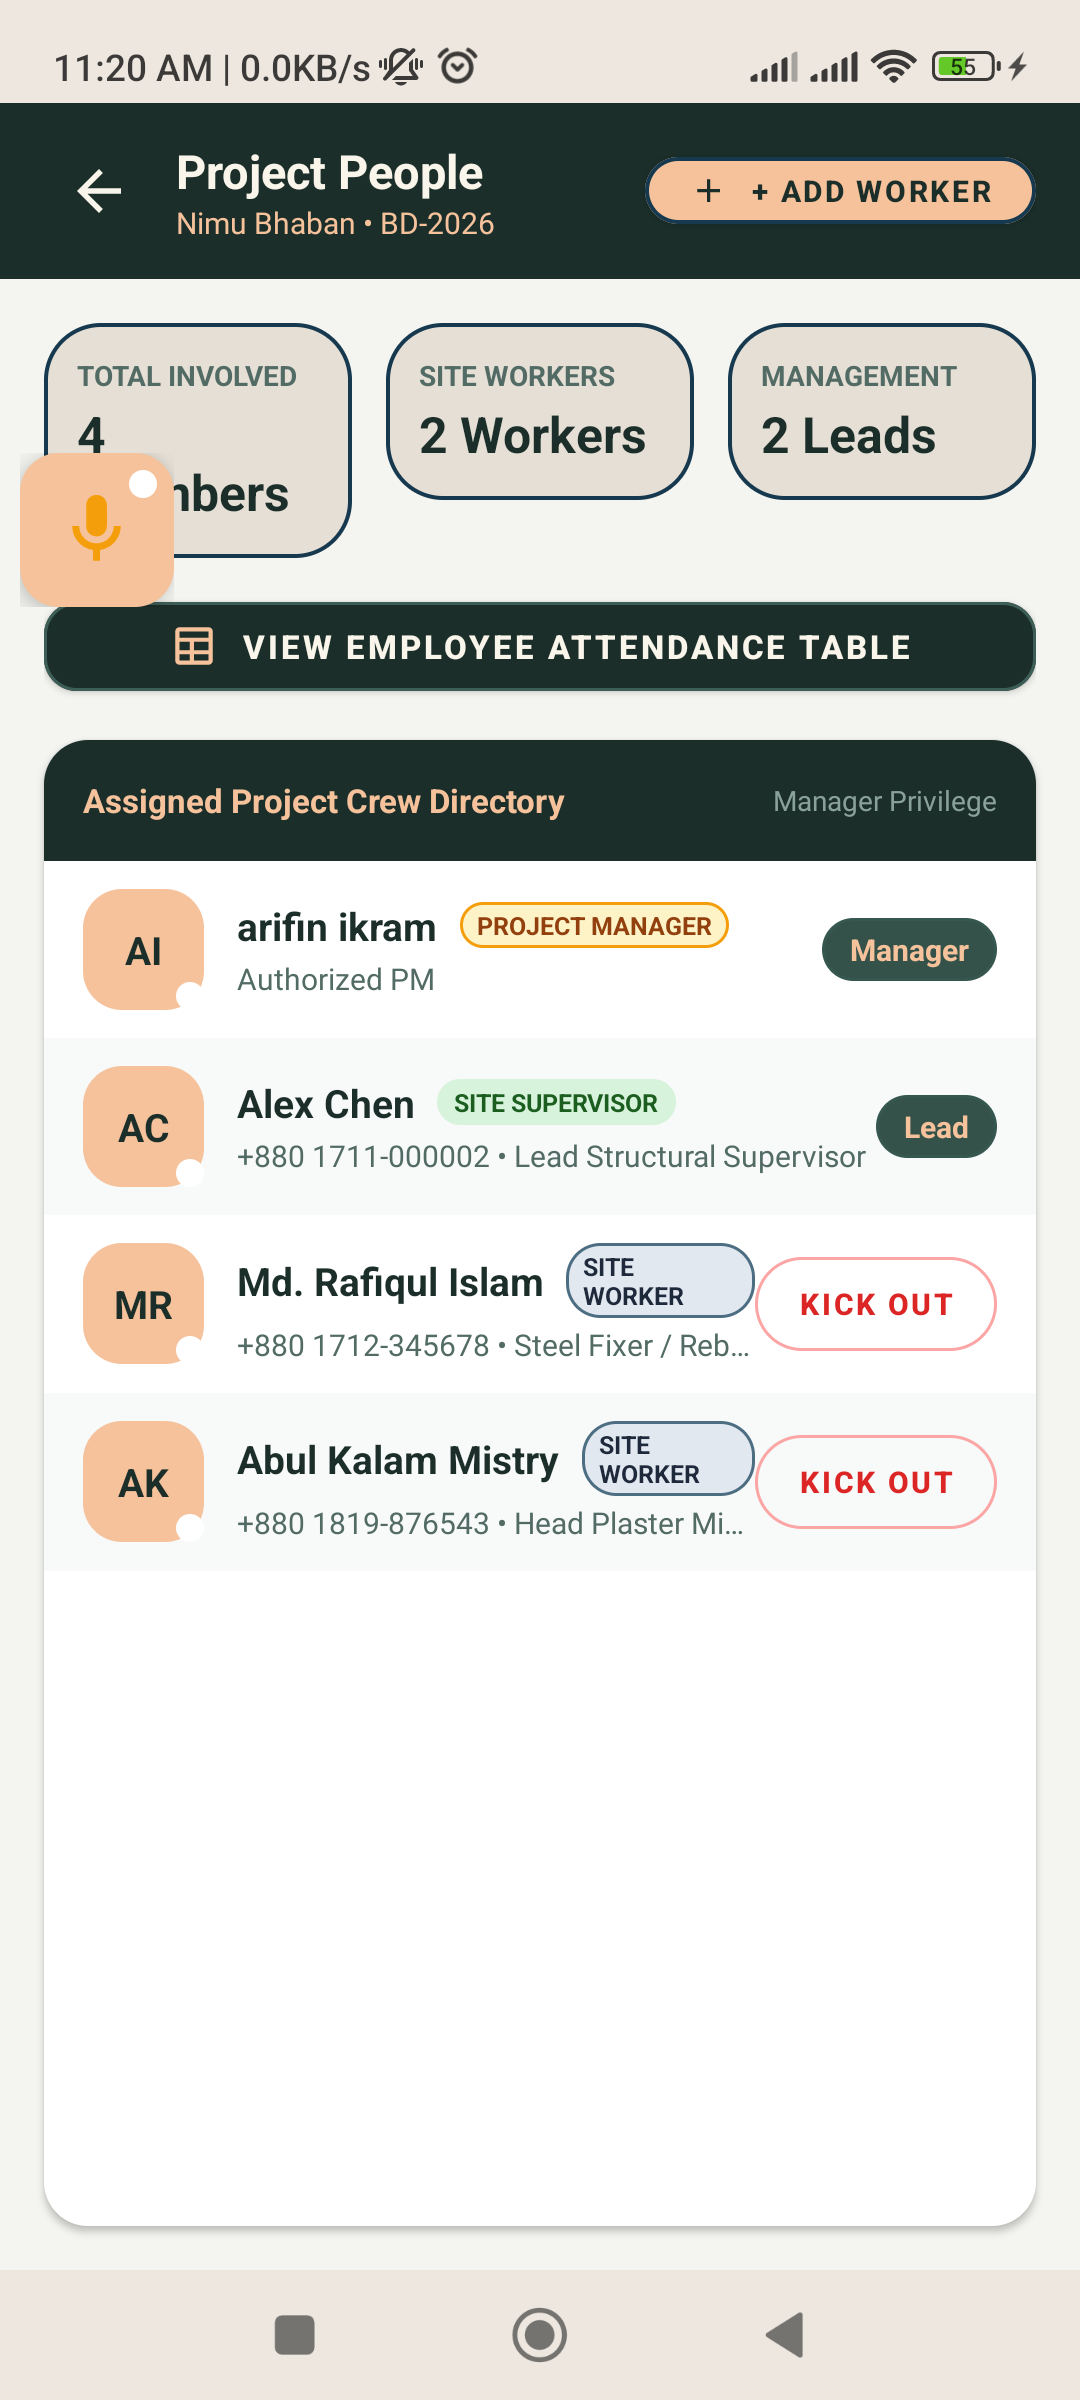 11:20 AM | 0.0KB/s
55
Project People
Nimu Bhaban • BD-2026
+ + ADD WORKER
TOTAL INVOLVED
4
SITE WORKERS
2 Workers
MANAGEMENT
2 Leads
VIEW EMPLOYEE ATTENDANCE TABLE
Assigned Project Crew Directory
Manager Privilege
AI
arifin ikram
PROJECT MANAGER
Authorized PM
Manager
AC
Alex Chen
SITE SUPERVISOR
+880 1711-000002 • Lead Structural Supervisor
Lead
MR
Md. Rafiqul Islam
SITE
WORKER
+880 1712-345678 • Steel Fixer / Reb...
KICK OUT
AK
Abul Kalam Mistry
SITE
WORKER
+880 1819-876543 • Head Plaster Mi...
KICK OUT